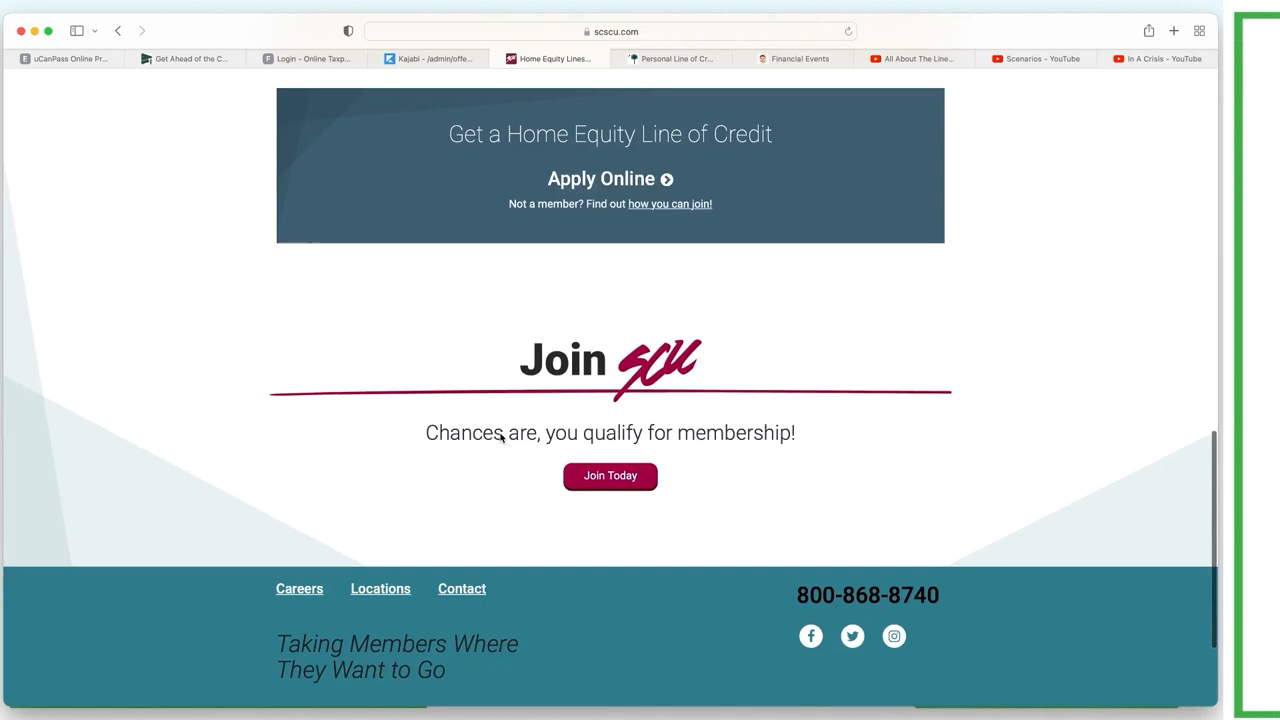 scscu.com
uCanPass Online Pr...
Get Ahead of the C...
Login - Online Taxp...
Kajabi - /admin/offe...
Home Equity Lines...
Personal Line of Cr...
Financial Events
All About The Line...
Scenarios - YouTube
In A Crisis - YouTube
Get a Home Equity Line of Credit
Apply Online
Not a member? Find out how you can join!
Join SCU
Chances are, you qualify for membership!
Join Today
Careers Locations Contact
800-868-8740
Taking Members Where
They Want to Go